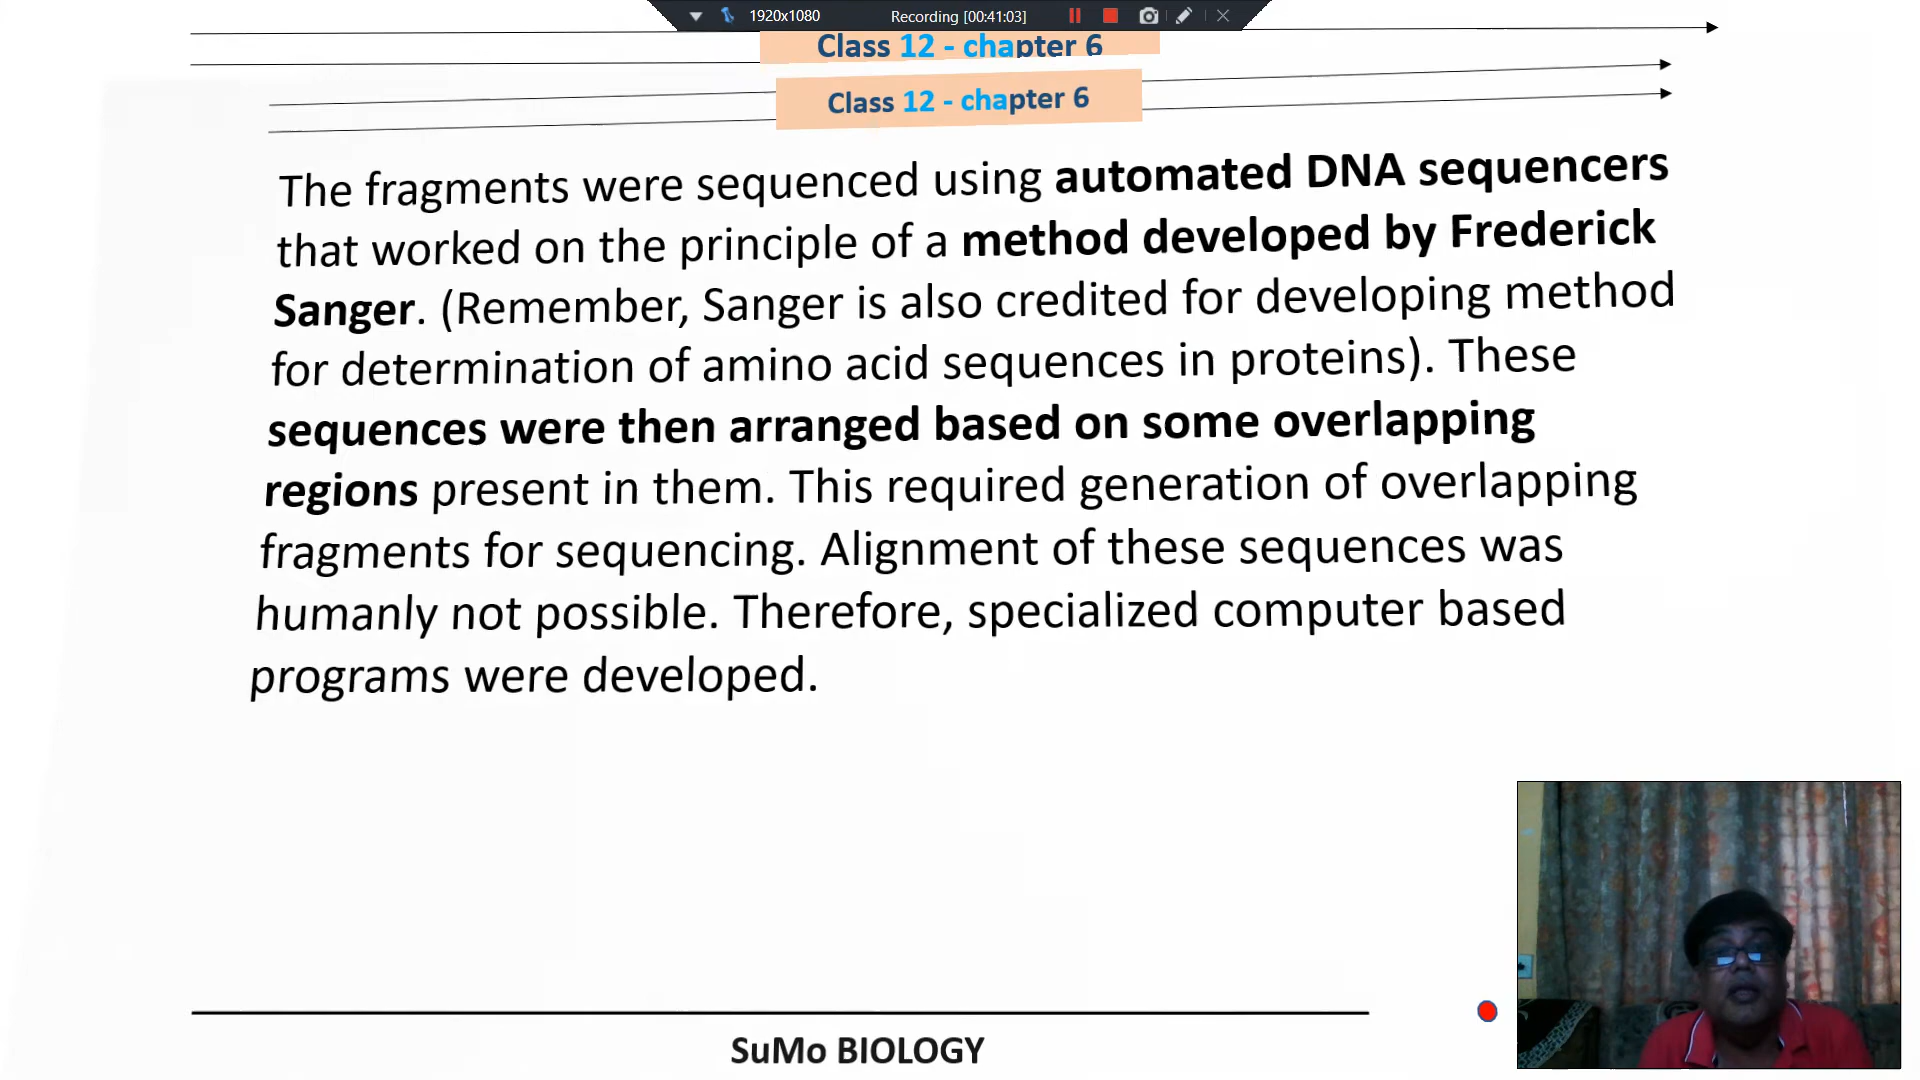 1920x1080
Recording [00:41:03]
Class 12 - chapter 6
Class 12 - chapter 6
The fragments were sequenced using automated DNA sequencers
that worked on the principle of a method developed by Frederick
Sanger. (Remember, Sanger is also credited for developing method
for determination of amino acid sequences in proteins). These
sequences were then arranged based on some overlapping
regions present in them. This required generation of overlapping
fragments for sequencing. Alignment of these sequences was
humanly not possible. Therefore, specialized computer based
programs were developed.
SuMo BIOLOGY